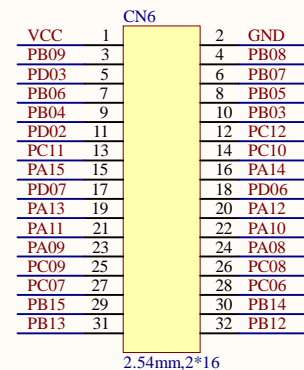 CN6
VCC 1 2 GND
PB09 3 4 PB08
PD03 5 6 PB07
PB06 7 8 PB05
PB04 9 10 PB03
PD02 11 12 PC12
PC11 13 14 PC10
PA15 15 16 PA14
PD07 17 18 PD06
PA13 19 20 PA12
PA11 21 22 PA10
PA09 23 24 PA08
PC09 25 26 PC08
PC07 27 28 PC06
PB15 29 30 PB14
PB13 31 32 PB12
2.54mm,2*16